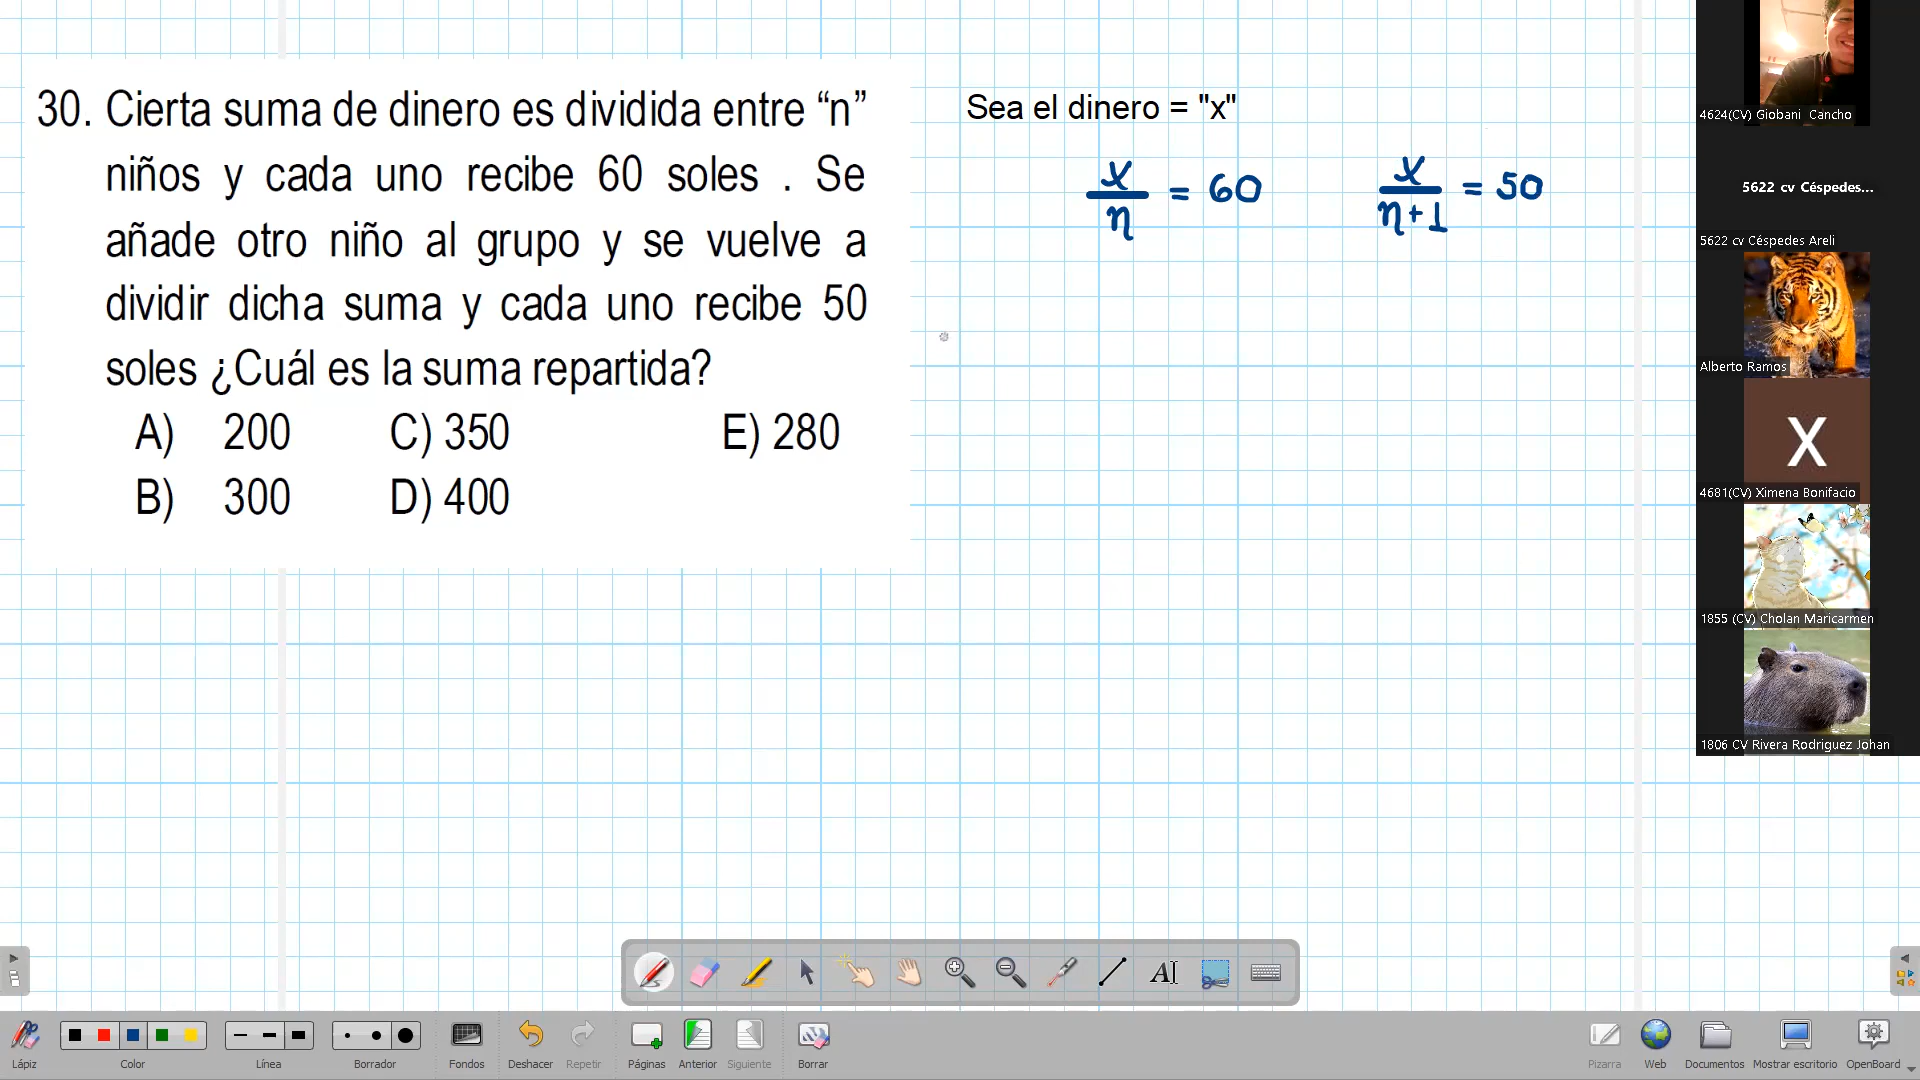 30. Cierta suma de dinero es dividida entre “n”
niños y cada uno recibe 60 soles . Se
añade otro niño al grupo y se vuelve a
dividir dicha suma y cada uno recibe 50
soles ¿Cuál es la suma repartida?
A) 200 C) 350 E) 280
B) 300 D) 400
Sea el dinero = "x"
x/n = 60 x/n+1 = 50
4624(CV) Giobani Cancho
5622 cv Céspedes...
5622 cv Céspedes Areli
Alberto Ramos
X
4681(CV) Ximena Bonifacio
1855 (CV) Cholan Maricarmen
1806 CV Rivera Rodriguez Johan
Lápiz Color Línea Borrador Fondos Deshacer Repetir Páginas Anterior Siguiente Borrar Pizarra Web Documentos Mostrar escritorio OpenBoard